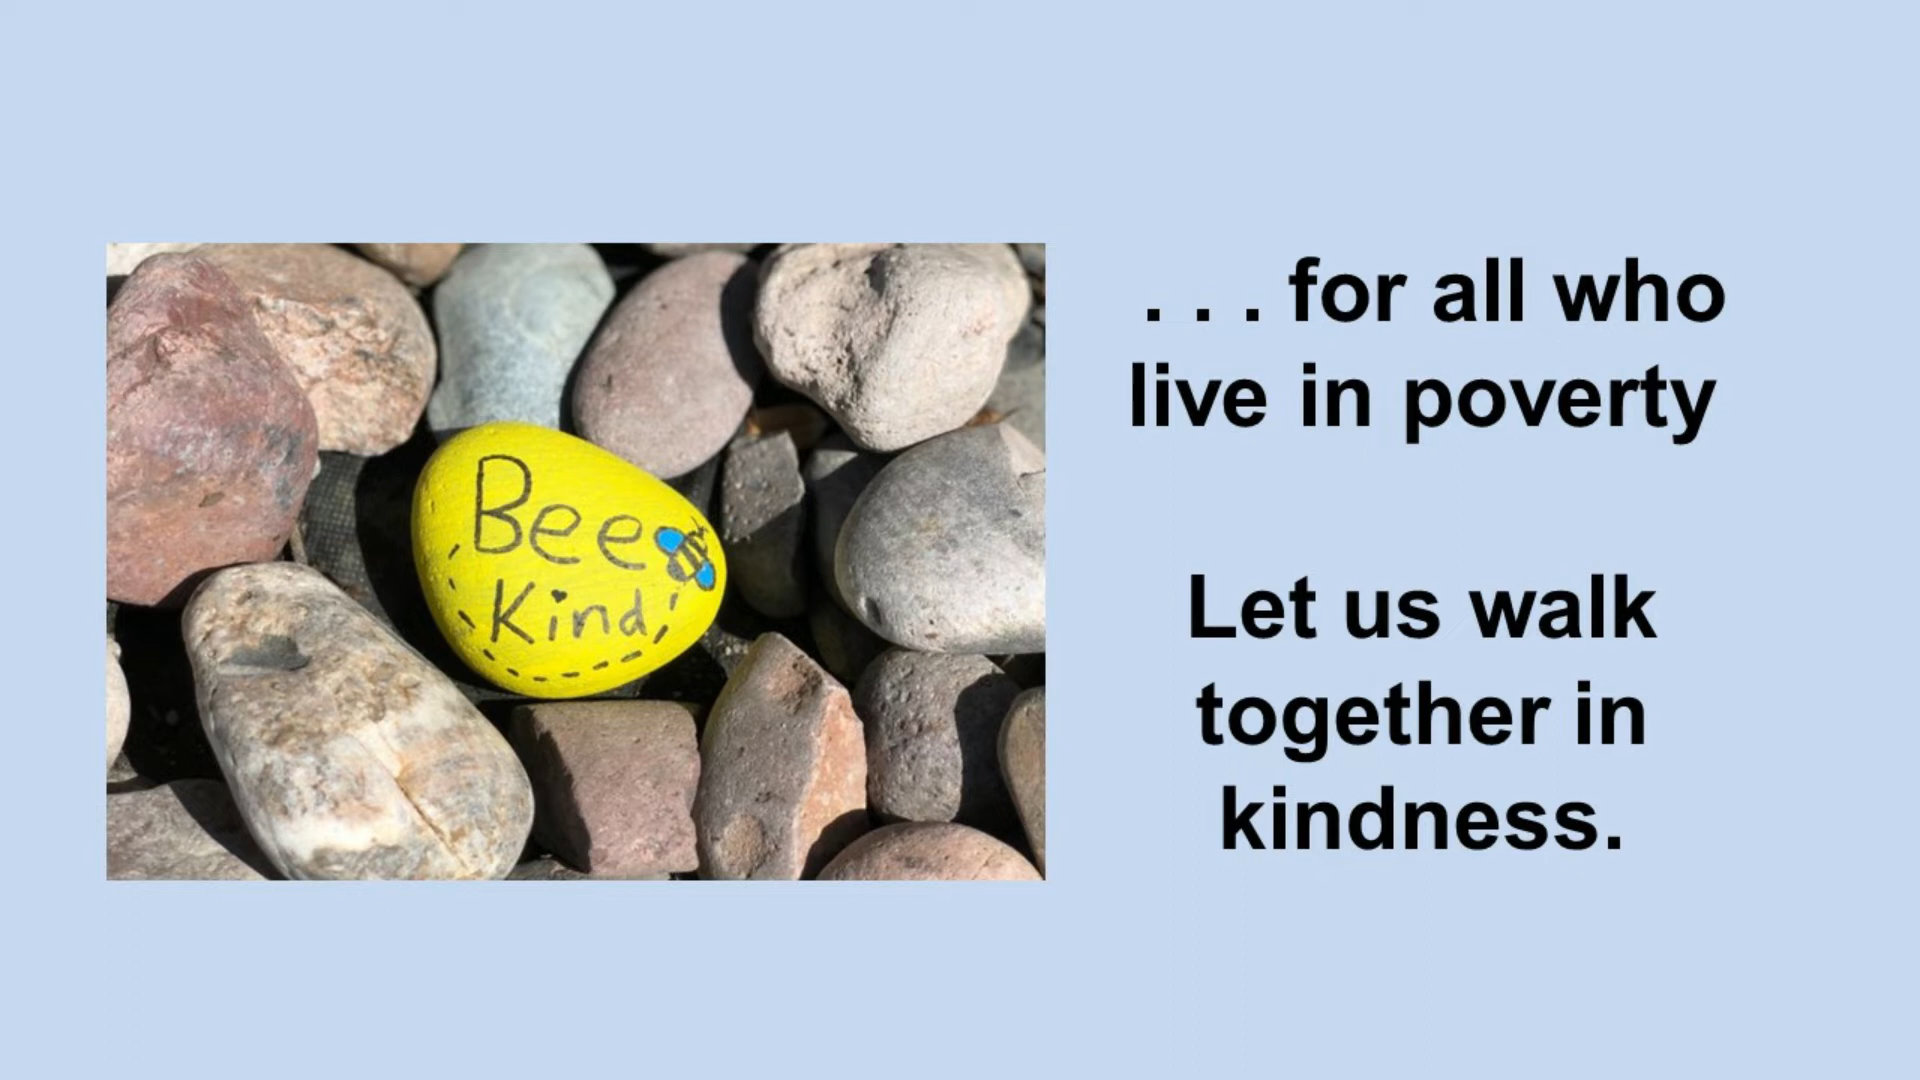 Bee
Kind
. . . for all who
live in poverty
Let us walk
together in
kindness.